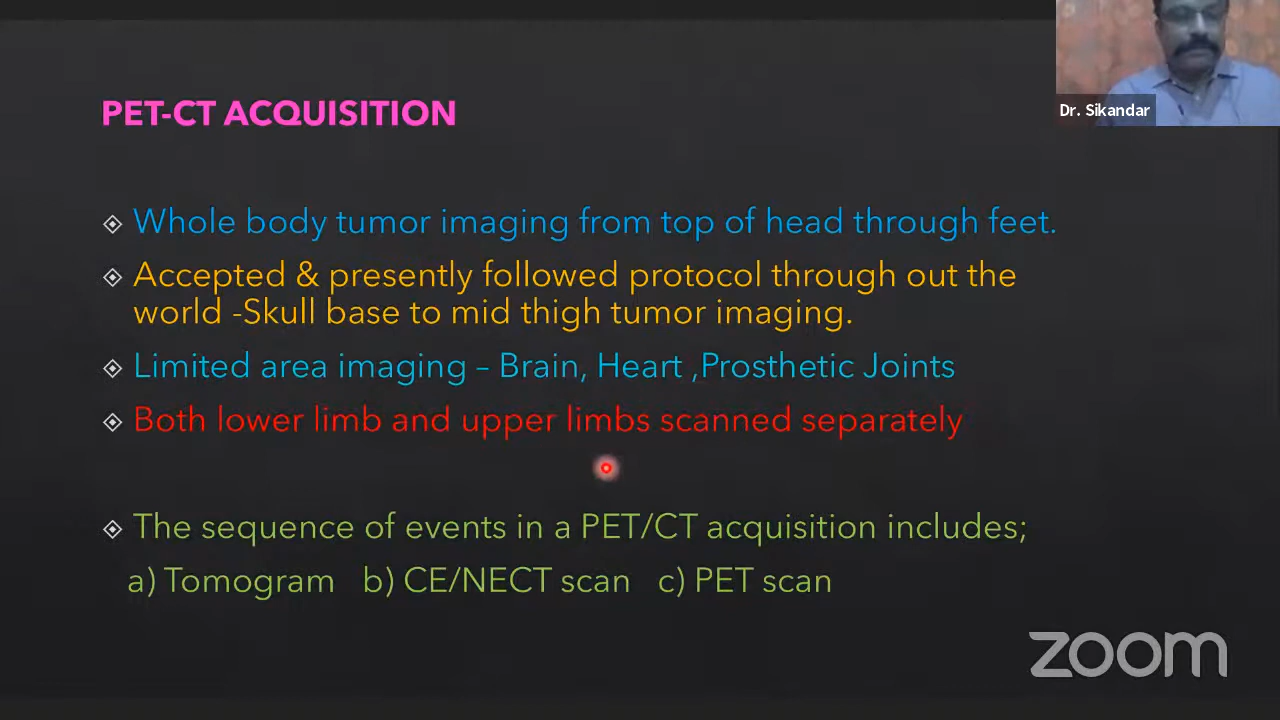 Dr. Sikandar
PET-CT ACQUISITION
Whole body tumor imaging from top of head through feet.
Accepted & presently followed protocol through out the
world -Skull base to mid thigh tumor imaging.
Limited area imaging – Brain, Heart ,Prosthetic Joints
Both lower limb and upper limbs scanned separately
The sequence of events in a PET/CT acquisition includes;
a) Tomogram b) CE/NECT scan c) PET scan
zoom